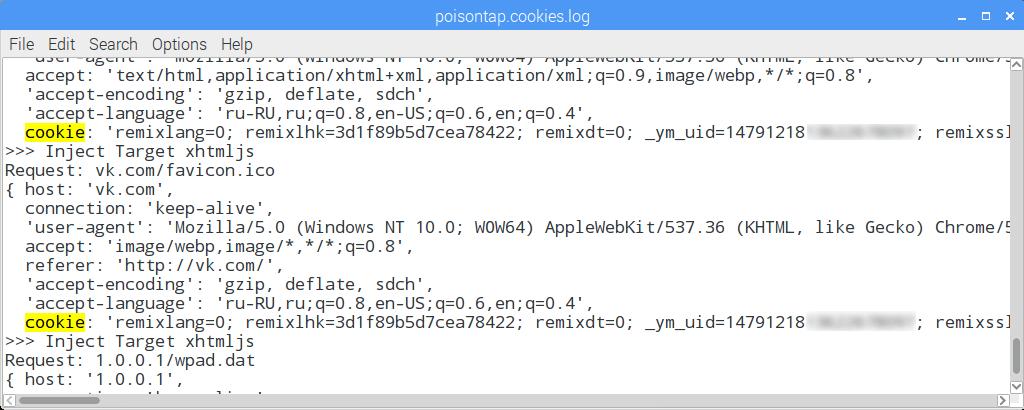 poisontap.cookies.log
File Edit Search Options Help
'user-agent': 'Mozilla/5.0 (Windows NT 10.0; WOW64) AppleWebKit/537.36 (KHTML, like Gecko) Chrome/5
accept: 'text/html,application/xhtml+xml,application/xml;q=0.9,image/webp,*/*;q=0.8',
'accept-encoding': 'gzip, deflate, sdch',
'accept-language': 'ru-RU,ru;q=0.8,en-US;q=0.6,en;q=0.4',
cookie: 'remixlang=0; remixlhk=3d1f89b5d7cea78422; remixdt=0; _ym_uid=14791218 ; remixssl
>>> Inject Target xhtmljs
Request: vk.com/favicon.ico
{ host: 'vk.com',
connection: 'keep-alive',
'user-agent': 'Mozilla/5.0 (Windows NT 10.0; WOW64) AppleWebKit/537.36 (KHTML, like Gecko) Chrome/5
accept: 'image/webp,image/*,*/*;q=0.8',
referer: 'http://vk.com/',
'accept-encoding': 'gzip, deflate, sdch',
'accept-language': 'ru-RU,ru;q=0.8,en-US;q=0.6,en;q=0.4',
cookie: 'remixlang=0; remixlhk=3d1f89b5d7cea78422; remixdt=0; _ym_uid=14791218 ; remixssl
>>> Inject Target xhtmljs
Request: 1.0.0.1/wpad.dat
{ host: '1.0.0.1',